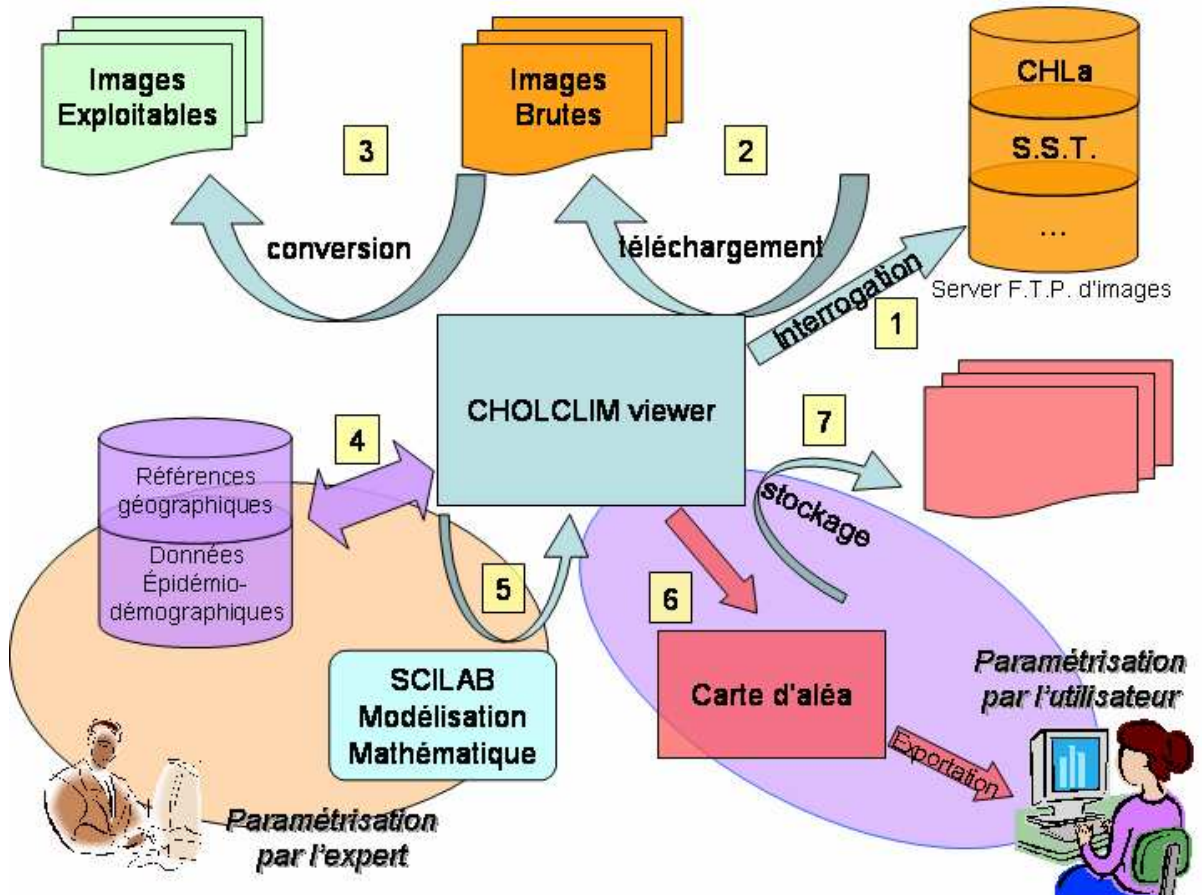 Images
Exploitables
Images
Brutes
CHLa
S.S.T.
...
3
2
conversion
téléchargement
Interrogation
1
Server F.T.P. d'images
CHOLCLIM viewer
4
7
Références
géographiques
Données
Épidémio-
démographiques
stockage
5
6
SCILAB
Modélisation
Mathématique
Carte d'aléa
Exportation
Paramétrisation
par l'utilisateur
Paramétrisation
par l'expert